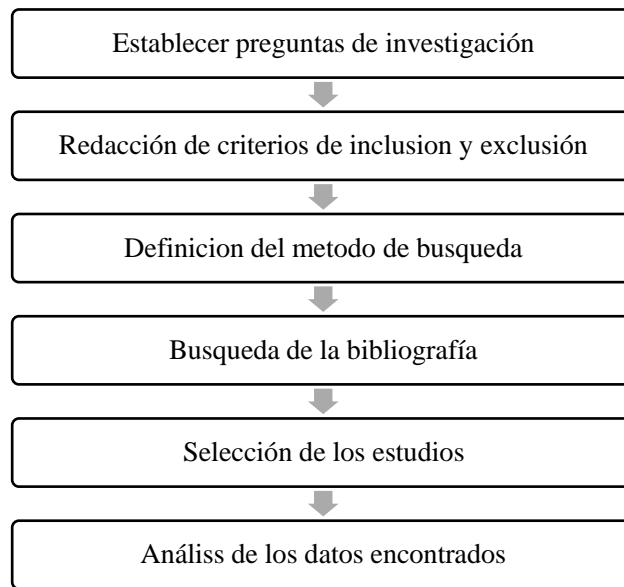 Establecer preguntas de investigación
Redacción de criterios de inclusion y exclusión
Definicion del metodo de busqueda
Busqueda de la bibliografía
Selección de los estudios
Análiss de los datos encontrados